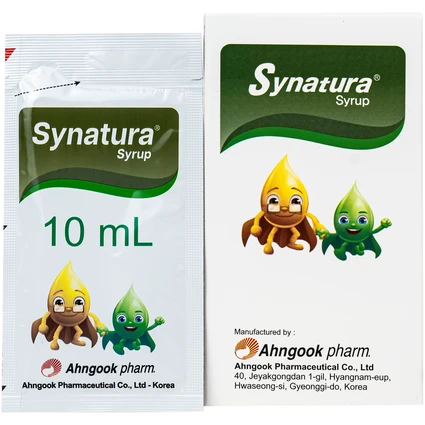 Synatura®
Syrup
10 mL
Ahngook pharm.
Ahngook Pharmaceutical Co., Ltd - Korea
Synatura®
Syrup
Manufactured by :
Ahngook pharm.
Ahngook Pharmaceutical Co., Ltd
40, Jeyakgongdan 1-gil, Hyangnam-eup,
Hwaseong-si, Gyeonggi-do, Korea